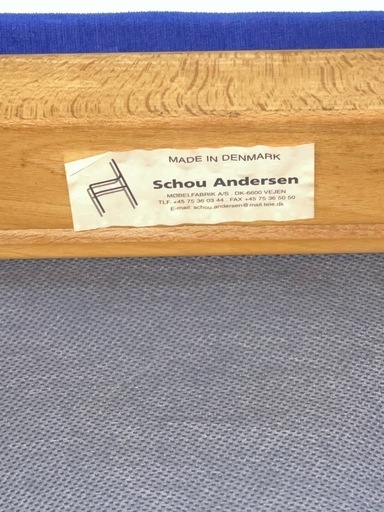 MADE IN DENMARK
Schou Andersen
MØBELFABRIK A/S . DK-6600 VEJEN
TLF. +45 75 36 03 44 . FAX +45 75 36 50 50
E-mail: schou.andersen@mail.tele.dk